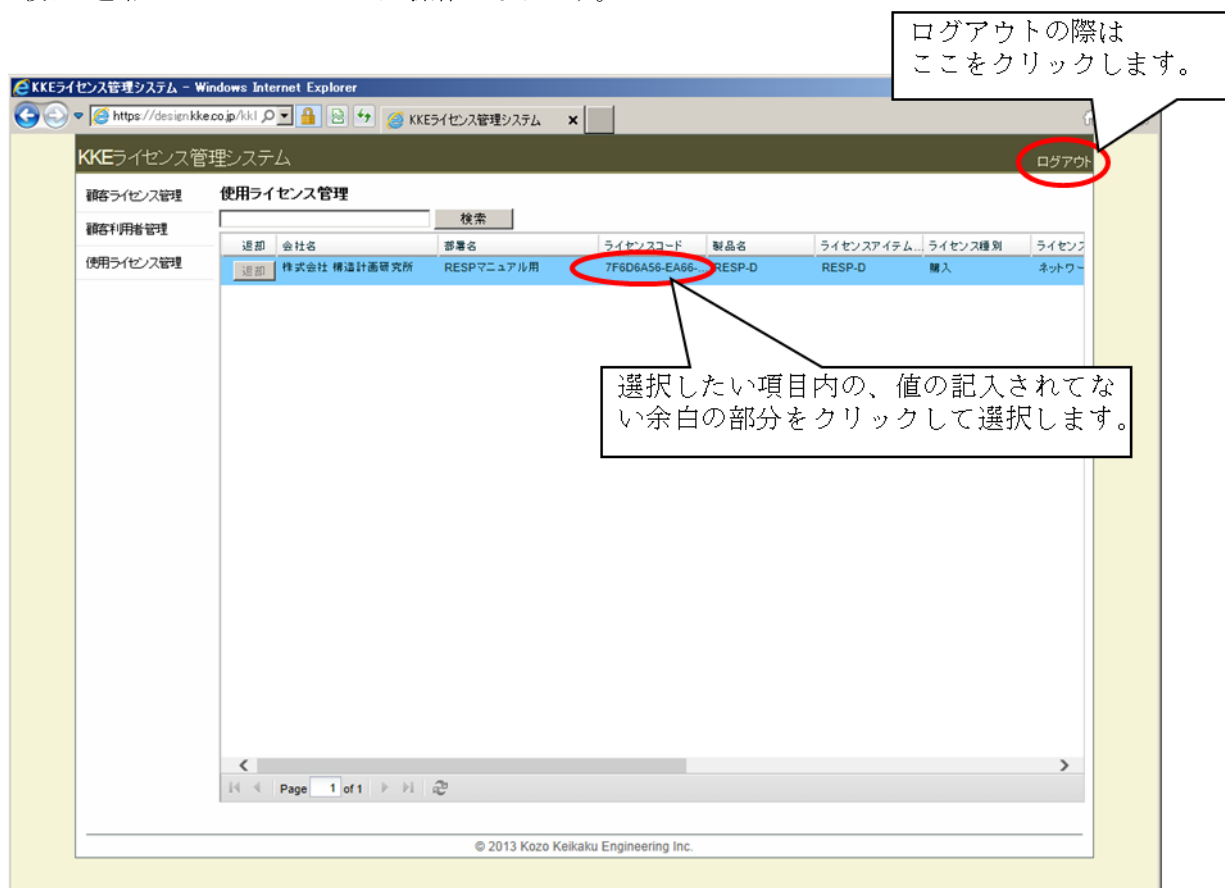 ログアウトの際は
ここをクリックします。
KKEライセンス管理システム - Windows Internet Explorer
https://design.kke.co.jp/kkl
KKEライセンス管理システム
KKEライセンス管理システム
ログアウト
顧客ライセンス管理
顧客利用者管理
使用ライセンス管理
使用ライセンス管理
検索
返却 会社名 部署名 ライセンスコード 製品名 ライセンスアイテム... ライセンス種別 ライセンス
返却 株式会社 構造計画研究所 RESPマニュアル用 7F6D6A56-EA66-... RESP-D RESP-D 購入 ネットワー
選択したい項目内の、値の記入されてな
い余白の部分をクリックして選択します。
Page 1 of 1
© 2013 Kozo Keikaku Engineering Inc.